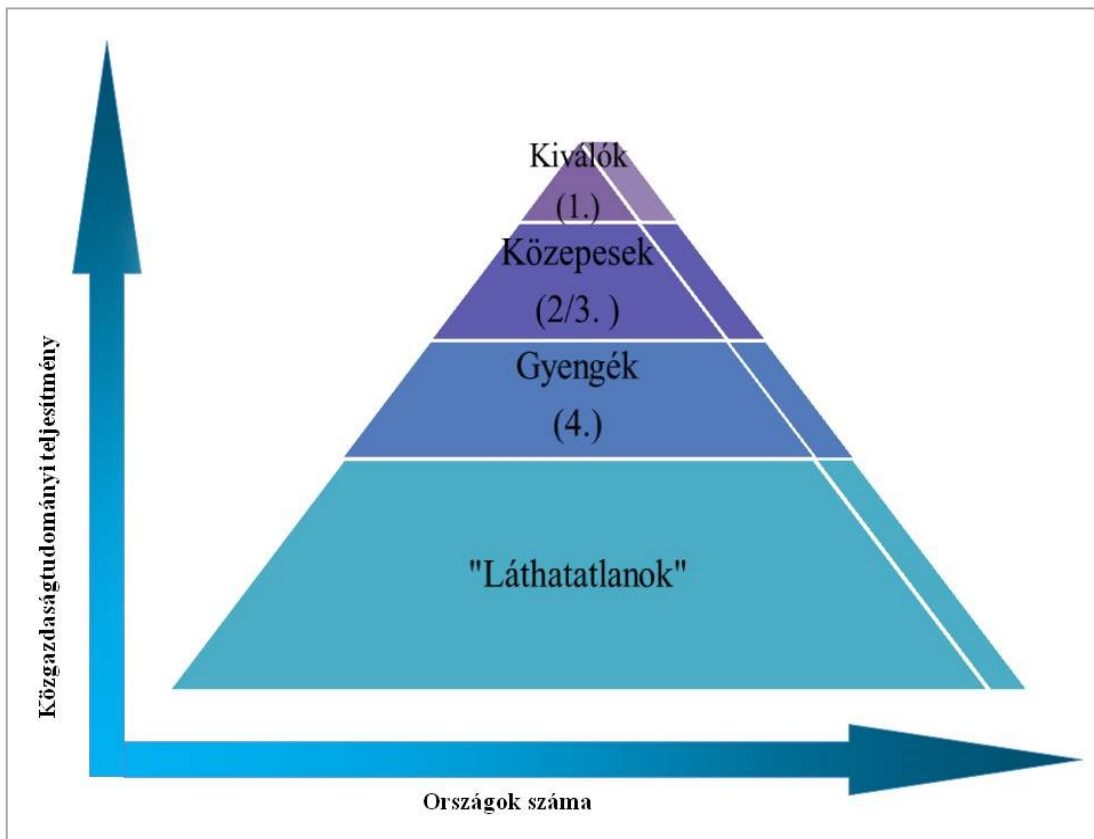 Kiválók
(1.)
Közepesek
(2/3. )
Gyengék
(4.)
"Láthatatlanok"
Közgazdaságtudományi teljesítmény
Országok száma